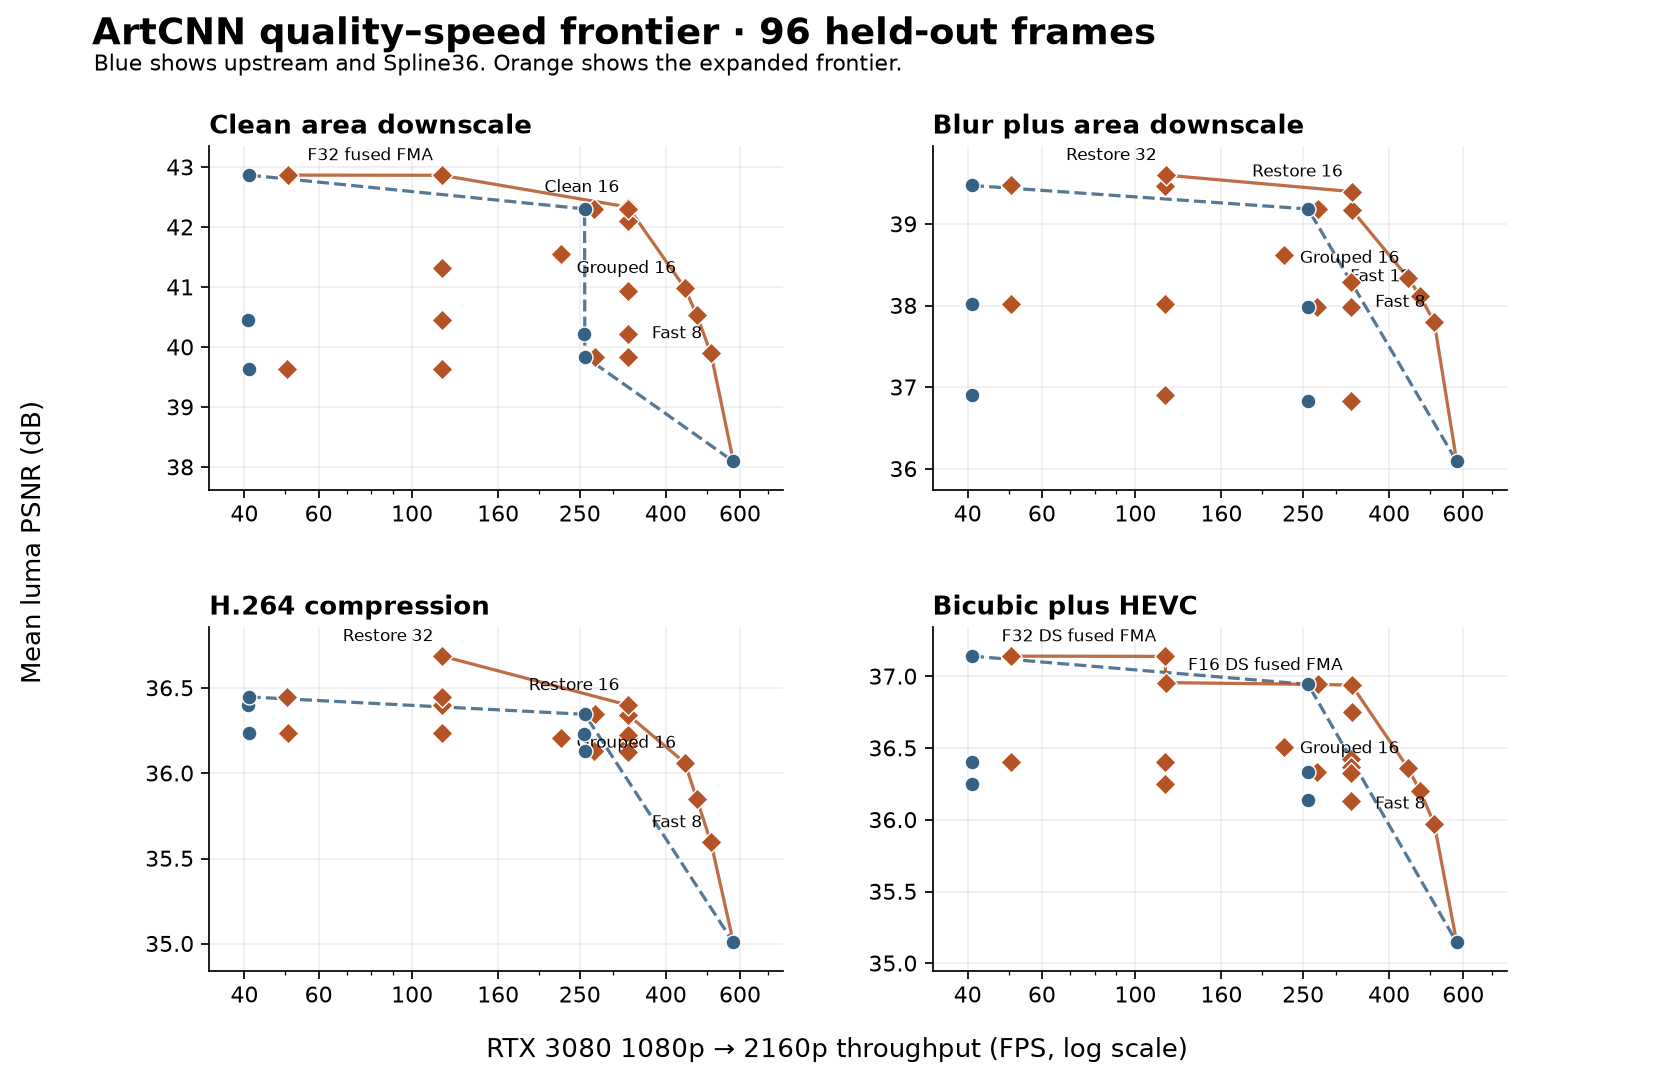 ArtCNN quality–speed frontier · 96 held-out frames
Blue shows upstream and Spline36. Orange shows the expanded frontier.
Mean luma PSNR (dB)
Clean area downscale
F32 fused FMA
Clean 16
Grouped 16
Fast 8
43
42
41
40
39
38
40 60 100 160 250 400 600
Blur plus area downscale
Restore 32
Restore 16
Grouped 16
Fast
Fast 8
39
38
37
36
40 60 100 160 250 400 600
H.264 compression
Restore 32
Restore 16
Grouped 16
Fast 8
36.5
36.0
35.5
35.0
40 60 100 160 250 400 600
Bicubic plus HEVC
F32 DS fused FMA
F16 DS fused FMA
Grouped 16
Fast 8
37.0
36.5
36.0
35.5
35.0
40 60 100 160 250 400 600
RTX 3080 1080p → 2160p throughput (FPS, log scale)